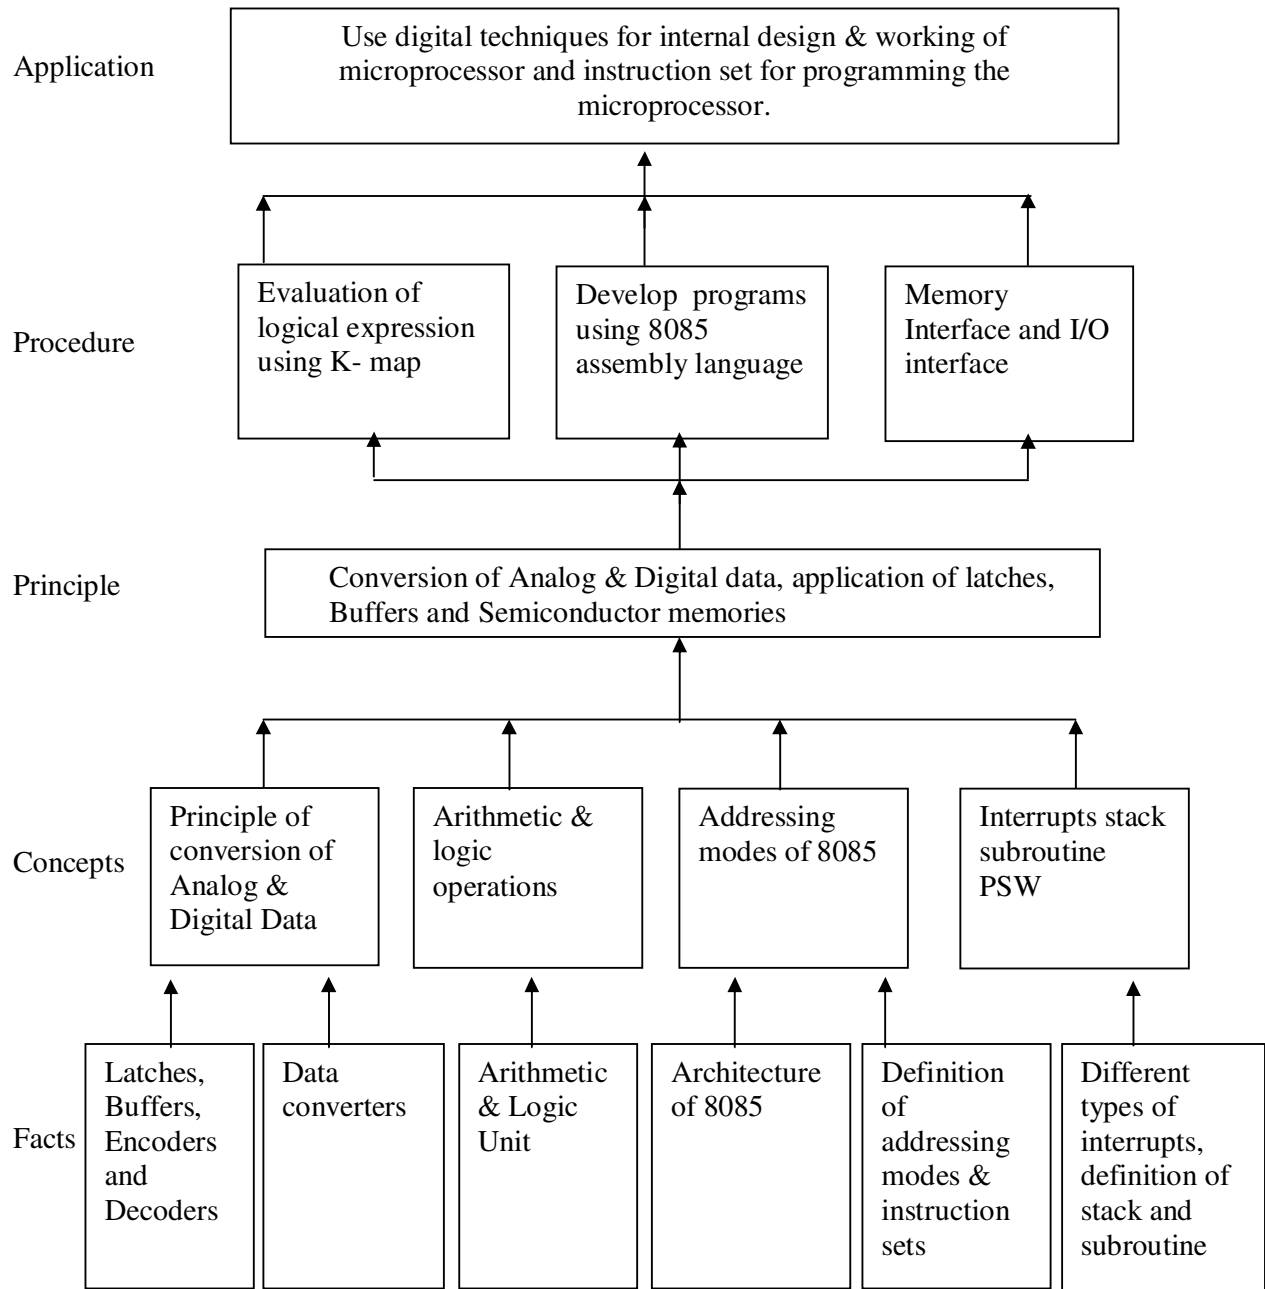 Application
Use digital techniques for internal design & working of
microprocessor and instruction set for programming the
microprocessor.
Procedure
Evaluation of
logical expression
using K- map
Develop  programs
using 8085
assembly language
Memory
Interface and I/O
interface
Principle
Conversion of Analog & Digital data, application of latches,
Buffers and Semiconductor memories
Concepts
Principle of
conversion of
Analog &
Digital Data
Arithmetic &
logic
operations
Addressing
modes of 8085
Interrupts stack
subroutine
PSW
Facts
Latches,
Buffers,
Encoders
and
Decoders
Data
converters
Arithmetic
& Logic
Unit
Architecture
of 8085
Definition
of
addressing
modes &
instruction
sets
Different
types of
interrupts,
definition of
stack and
subroutine